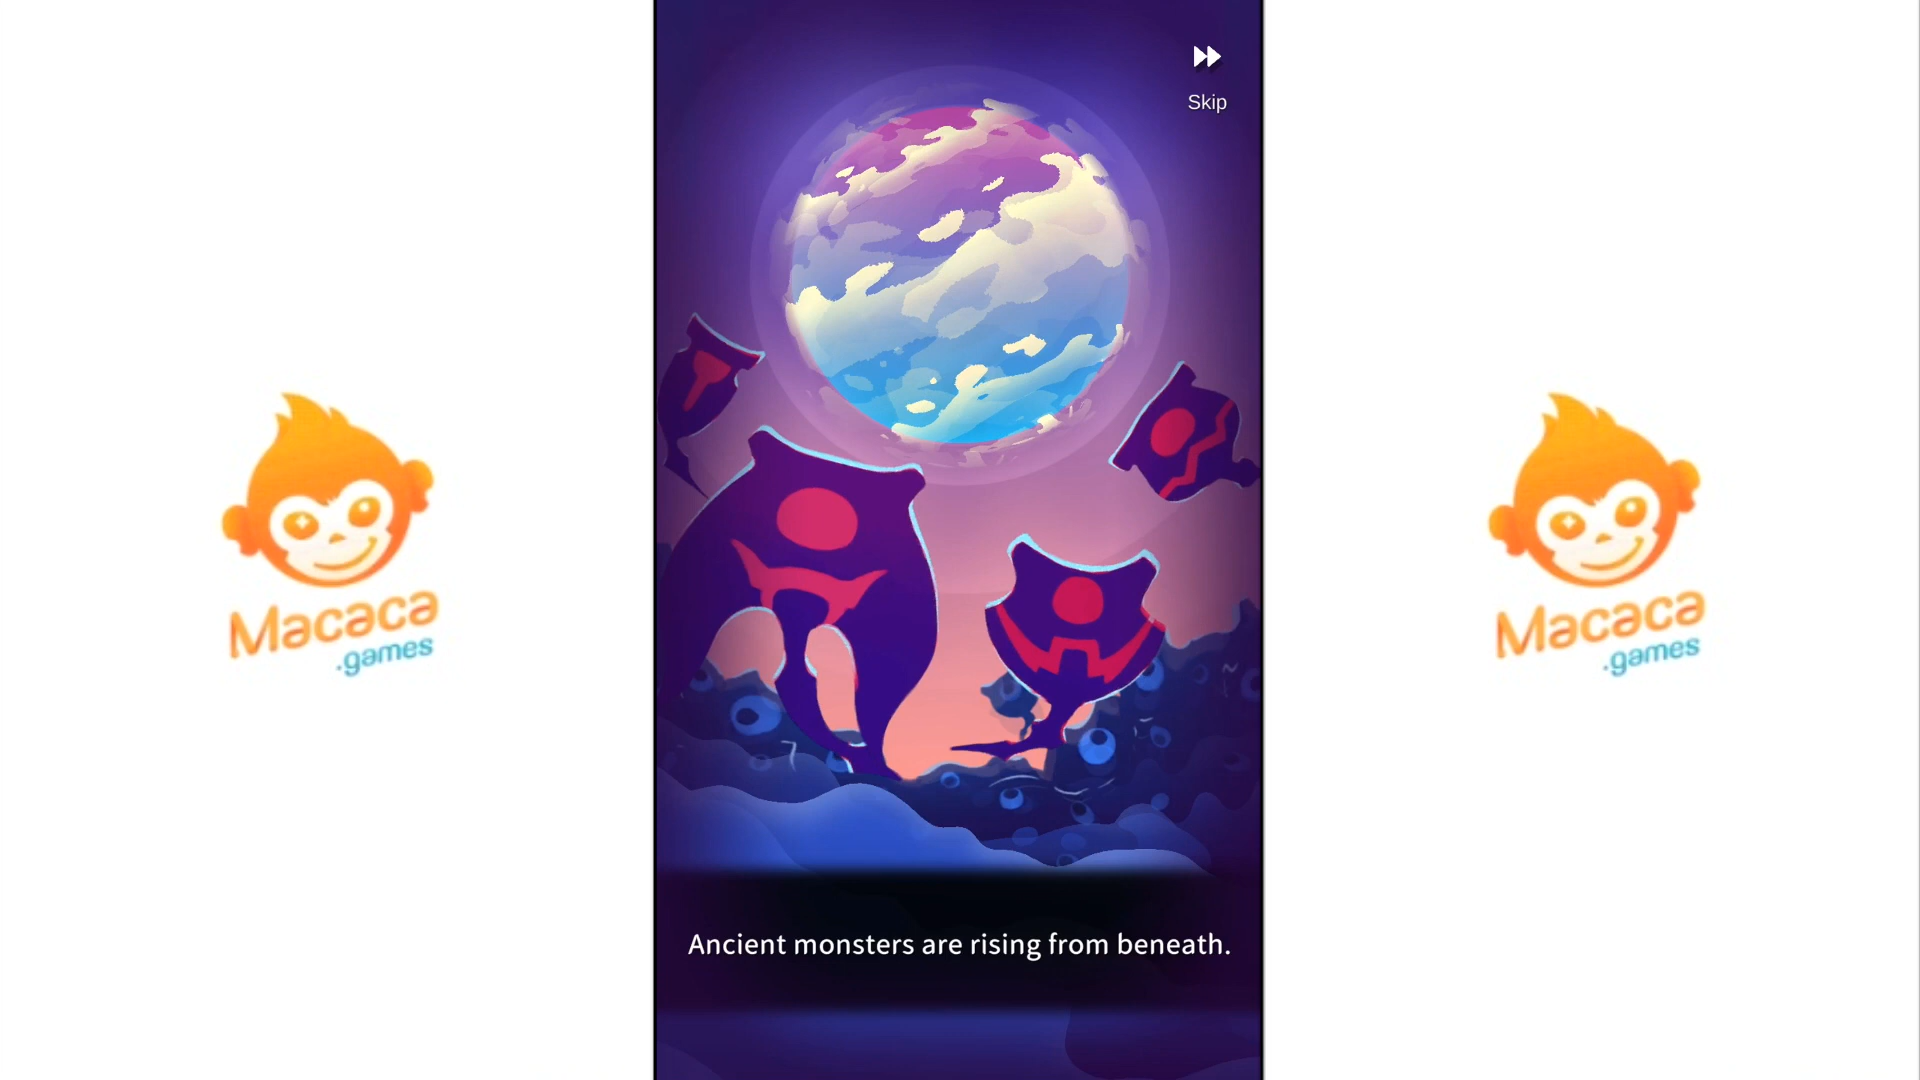 Skip
Macaca
.games
Macaca
.games
Ancient monsters are rising from beneath.